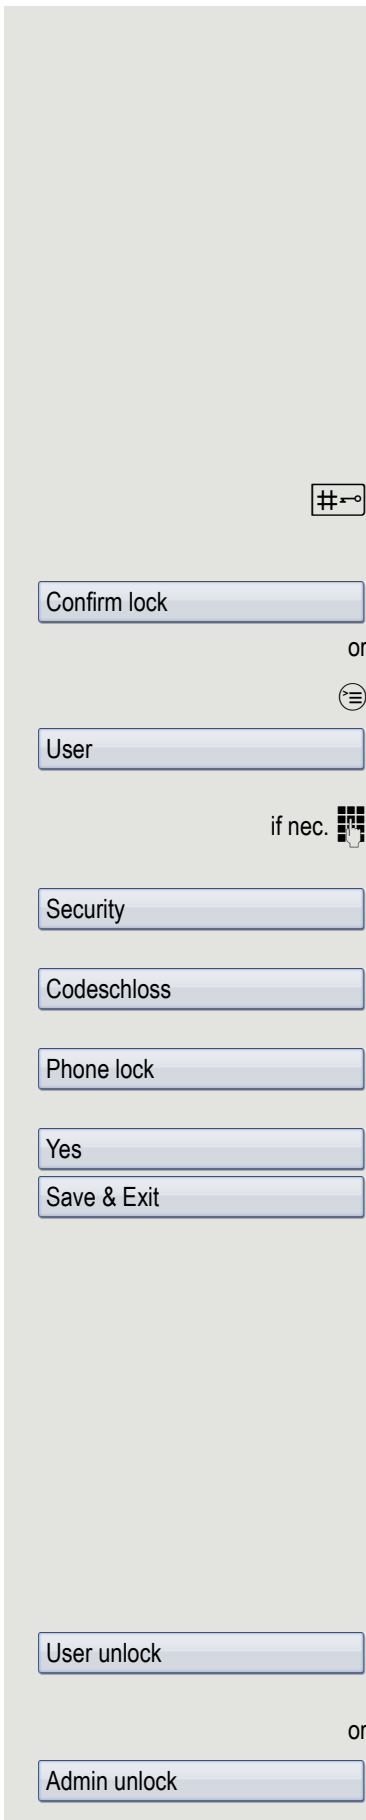 #
Confirm lock
or
User
if nec.
Security
Codeschloss
Phone lock
Yes
Save & Exit
User unlock
or
Admin unlock